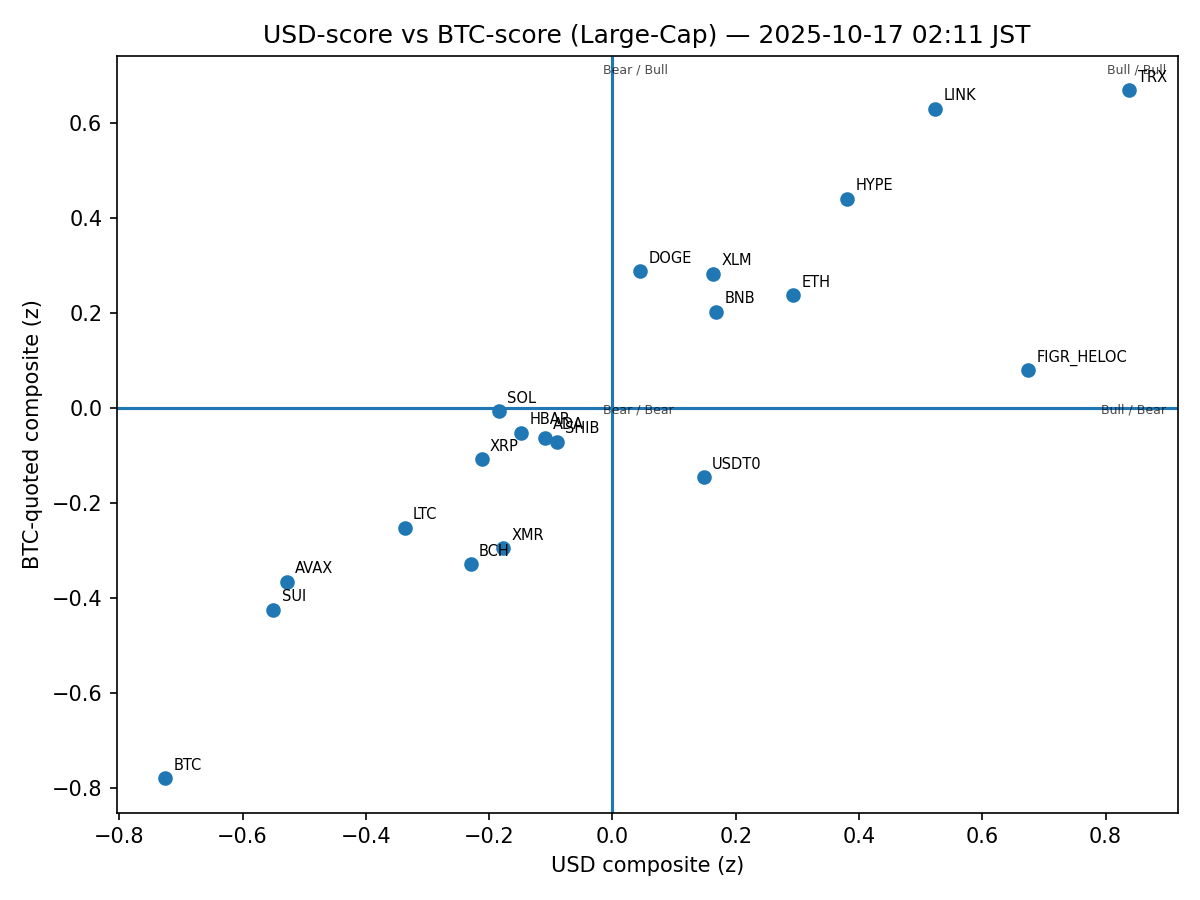 USD-score vs BTC-score (Large-Cap) — 2025-10-17 02:11 JST
Bear / Bull
Bull / Bull
TRX
LINK
HYPE
DOGE
XLM
ETH
BNB
FIGR_HELOC
SOL
Bear / Bear
Bull / Bear
HBAR
ADA
SHIB
XRP
USDT0
LTC
XMR
BCH
AVAX
SUI
BTC
0.6
0.4
0.2
0.0
−0.2
−0.4
−0.6
−0.8
BTC-quoted composite (z)
−0.8
−0.6
−0.4
−0.2
0.0
0.2
0.4
0.6
0.8
USD composite (z)